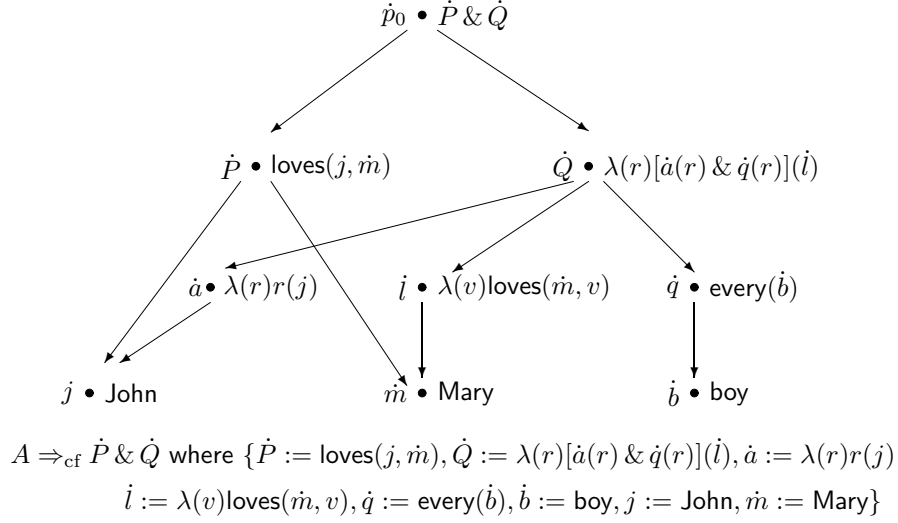 ṗ₀ • Ṗ & Q̇
Ṗ • loves(j, ṁ) Q̇ • λ(r)[ȧ(r) & q̇(r)](l̇)
ȧ • λ(r)r(j) l̇ • λ(v)loves(ṁ, v) q̇ • every(ḃ)
j • John ṁ • Mary ḃ • boy
A ⇒cf Ṗ & Q̇ where {Ṗ := loves(j, ṁ), Q̇ := λ(r)[ȧ(r) & q̇(r)](l̇), ȧ := λ(r)r(j)
l̇ := λ(v)loves(ṁ, v), q̇ := every(ḃ), ḃ := boy, j := John, ṁ := Mary}